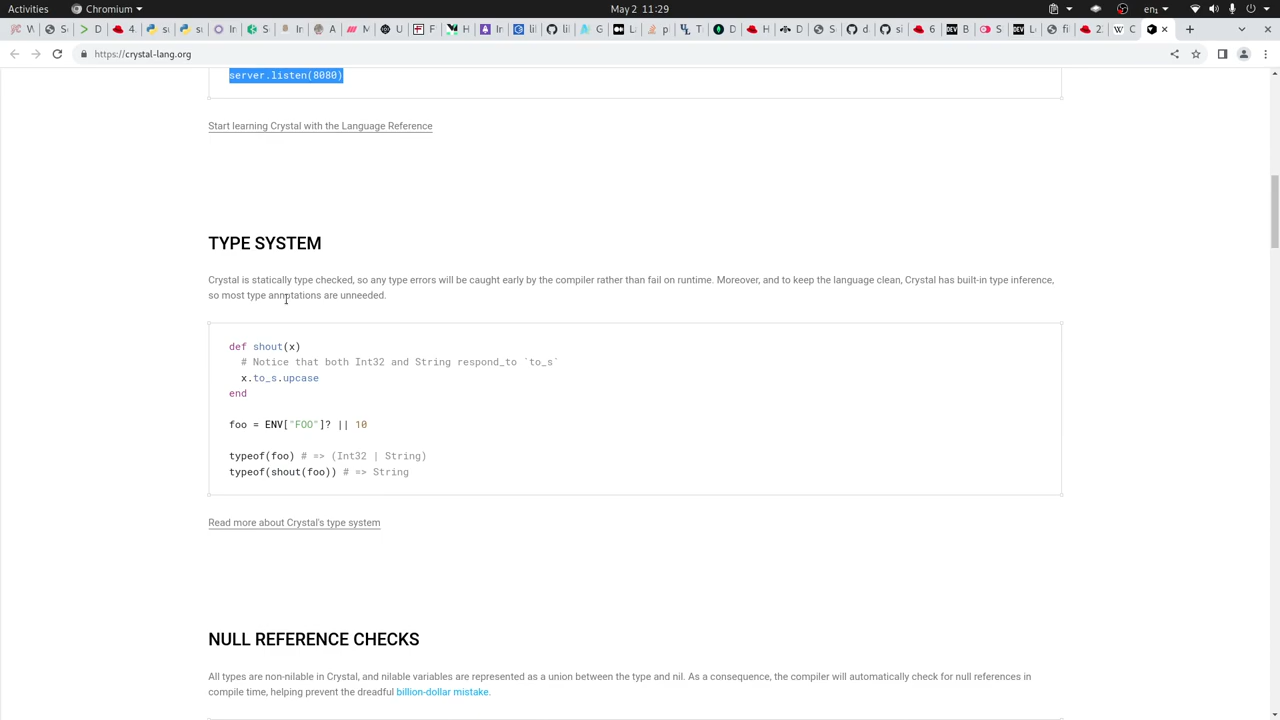 Activities
Chromium
May 2 11:29
https://crystal-lang.org
server.listen(8080)
Start learning Crystal with the Language Reference
TYPE SYSTEM
Crystal is statically type checked, so any type errors will be caught early by the compiler rather than fail on runtime. Moreover, and to keep the language clean, Crystal has built-in type inference,
so most type annotations are unneeded.
def shout(x)
# Notice that both Int32 and String respond_to `to_s`
x.to_s.upcase
end
foo = ENV["FOO"]? || 10
typeof(foo) # => (Int32 | String)
typeof(shout(foo)) # => String
Read more about Crystal's type system
NULL REFERENCE CHECKS
All types are non-nilable in Crystal, and nilable variables are represented as a union between the type and nil. As a consequence, the compiler will automatically check for null references in
compile time, helping prevent the dreadful billion-dollar mistake.